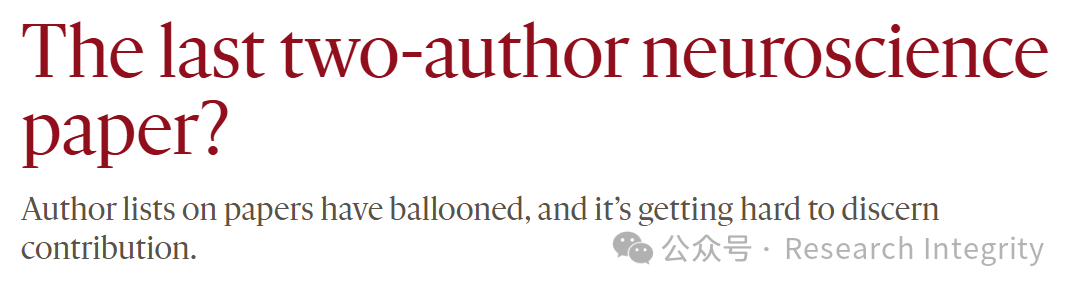 The last two-author neuroscience
paper?
Author lists on papers have ballooned, and it's getting hard to discern
contribution.
公众号 · Research Integrity